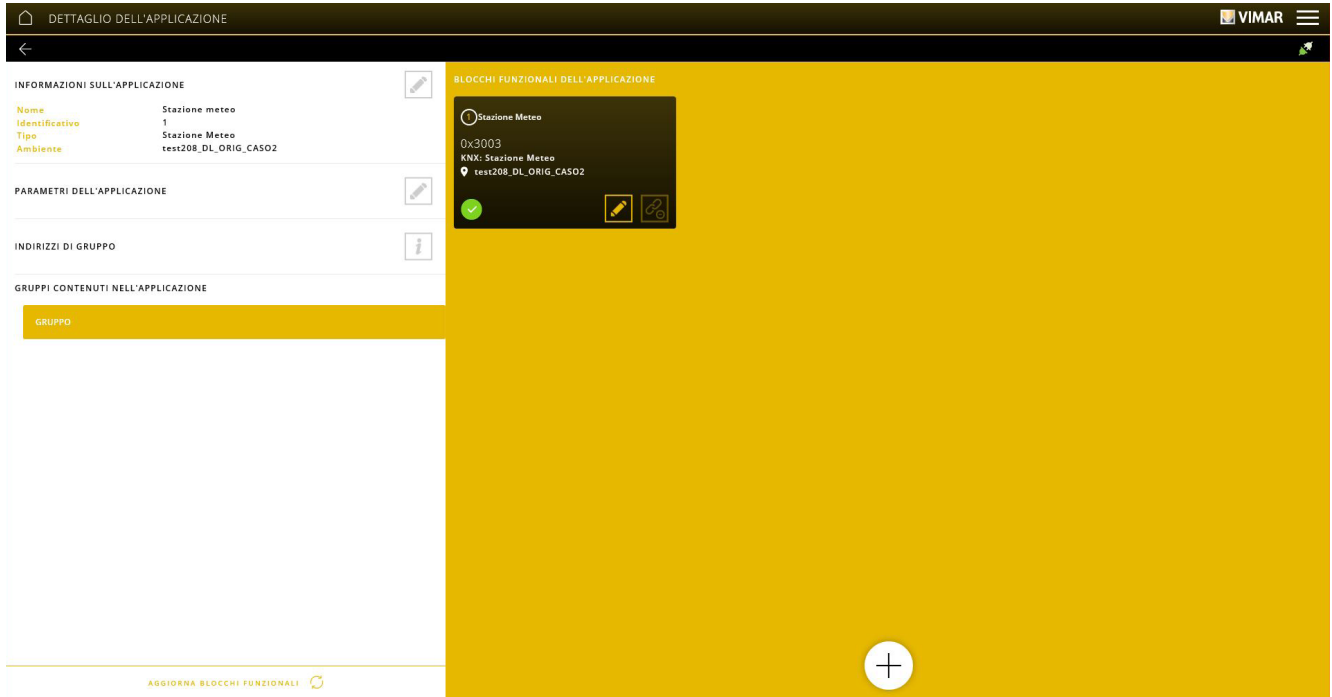 DETTAGLIO DELL'APPLICAZIONE
VIMAR
INFORMAZIONI SULL'APPLICAZIONE
Nome Stazione meteo
Identificativo 1
Tipo Stazione Meteo
Ambiente test208_DL_ORIG_CASO2
PARAMETRI DELL'APPLICAZIONE
INDIRIZZI DI GRUPPO
i
GRUPPI CONTENUTI NELL'APPLICAZIONE
GRUPPO
AGGIORNA BLOCCHI FUNZIONALI
BLOCCHI FUNZIONALI DELL'APPLICAZIONE
1 Stazione Meteo
0x3003
KNX: Stazione Meteo
test208_DL_ORIG_CASO2